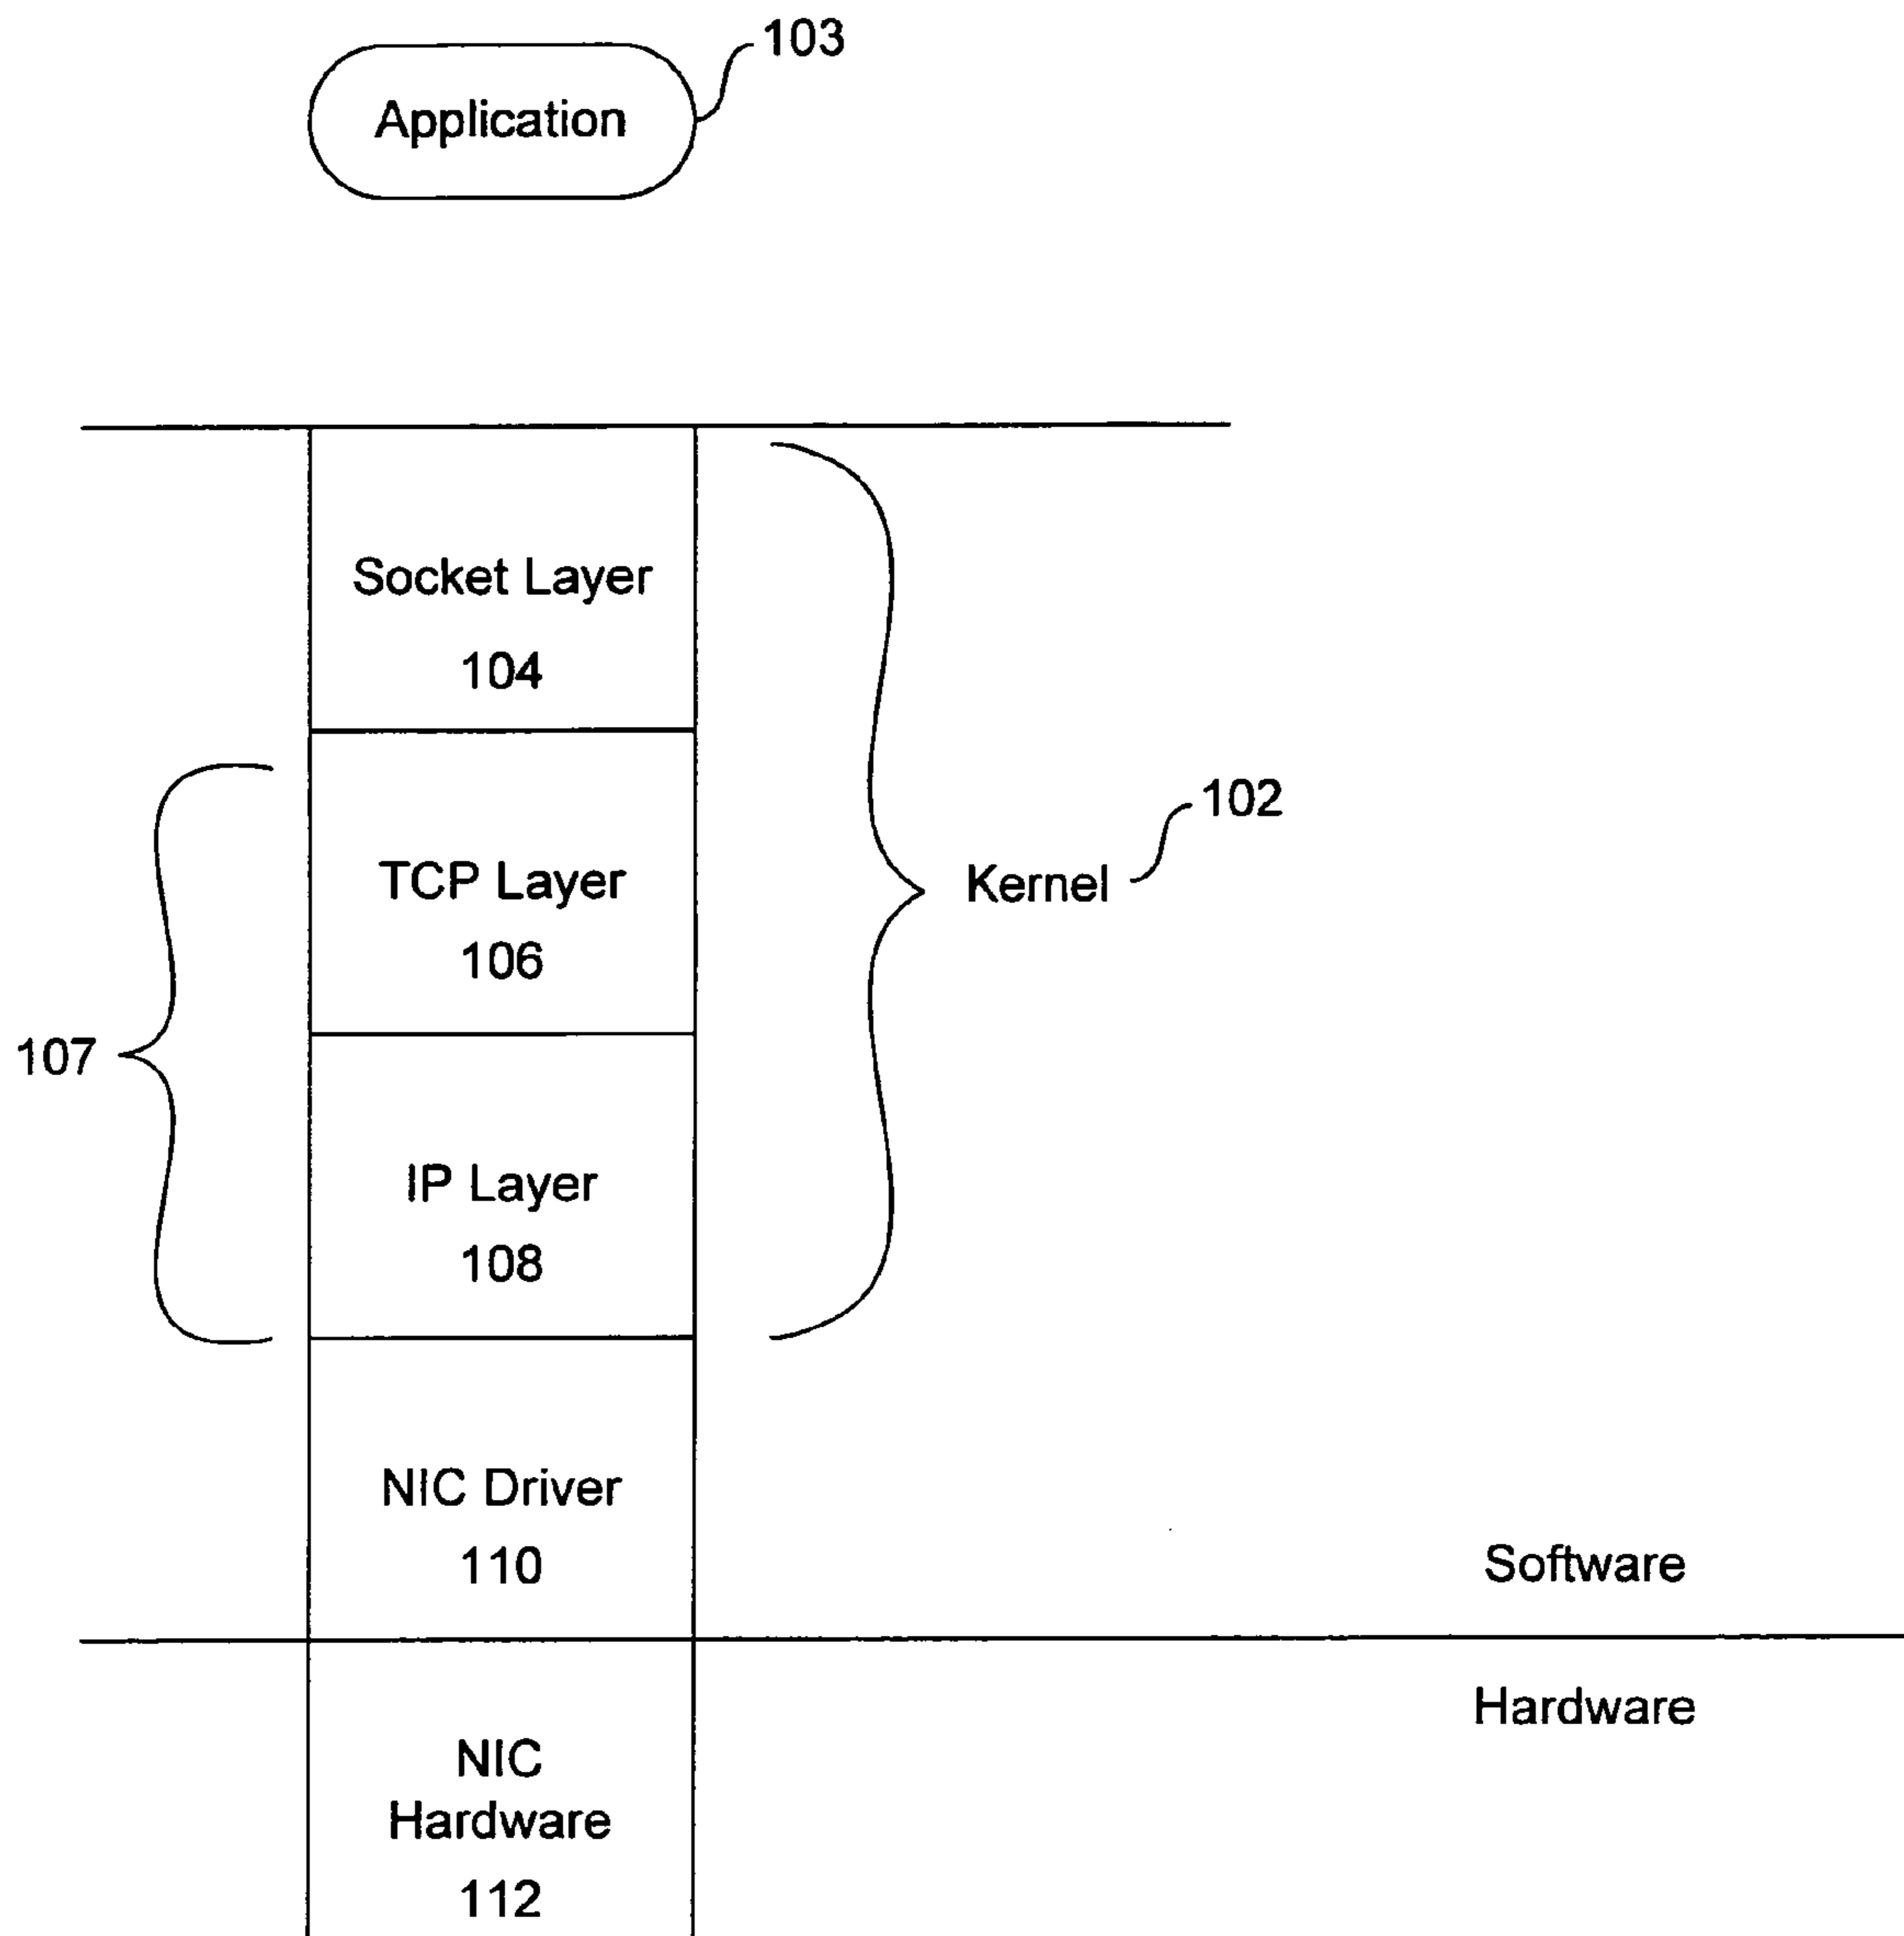 103
Application
Socket Layer
104
102
TCP Layer
Kernel
106
107
IP Layer
108
NIC Driver
110
Software
Hardware
NIC
Hardware
112